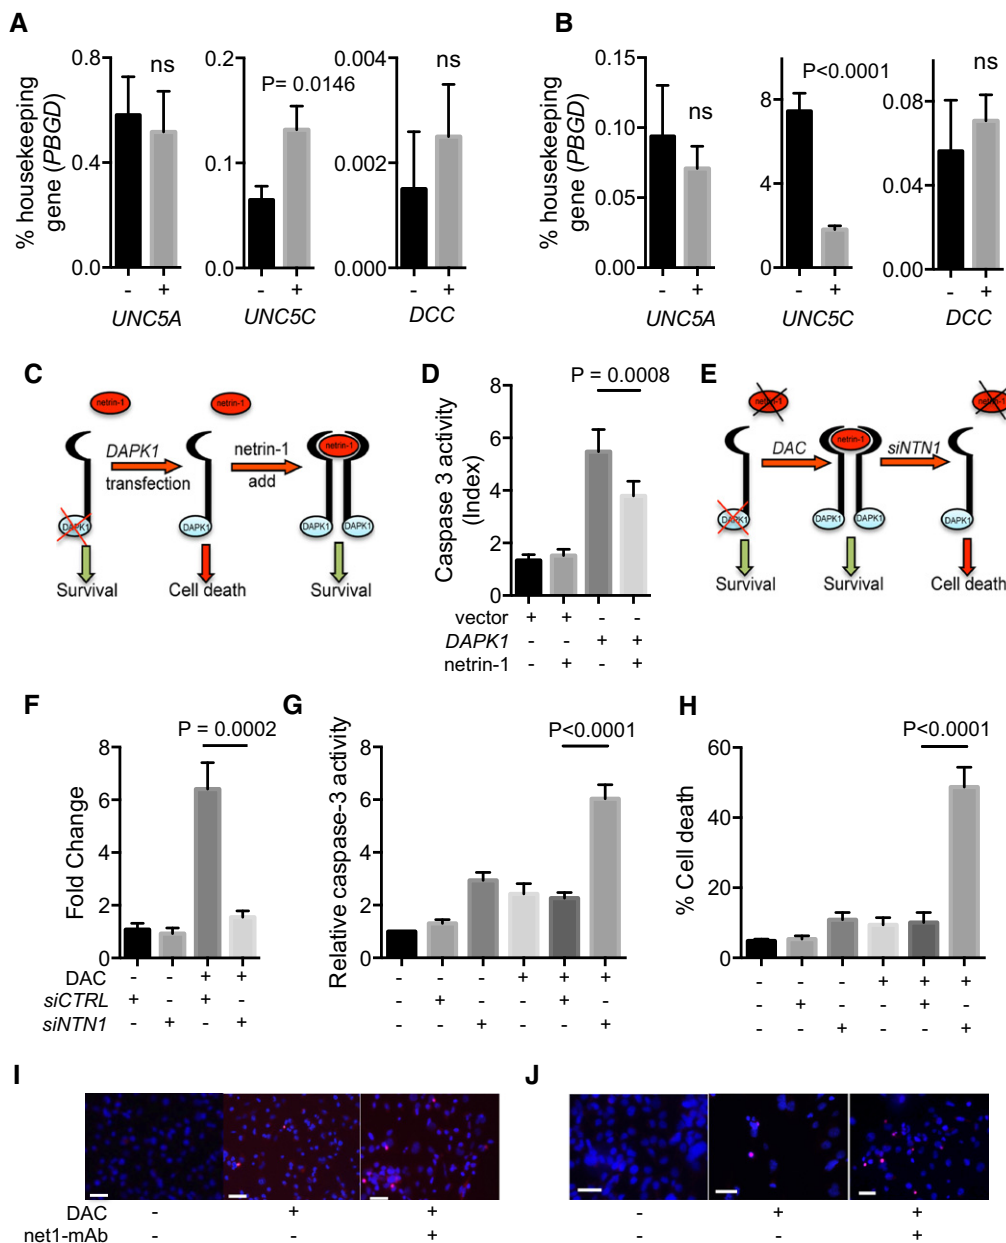 A
B
% housekeeping
gene (PBGD)
0.8
0.4
0.0
ns
- +
UNC5A
0.2
0.1
0.0
P= 0.0146
- +
UNC5C
0.004
0.002
0.000
ns
- +
DCC
% housekeeping
gene (PBGD)
0.15
0.10
0.05
0.00
ns
- +
UNC5A
8
4
0
P<0.0001
- +
UNC5C
0.08
0.04
0.00
ns
- +
DCC
C
netrin-1
netrin-1
DAPK1
transfection
netrin-1
add
netrin-1
DAPK1
DAPK1
DAPK1 DAPK1
Survival
Cell death
Survival
D
Caspase 3 activity
(Index)
8
6
4
2
0
P = 0.0008
vector + + - -
DAPK1 - - + +
netrin-1 - + - +
E
netrin-1
netrin-1
DAC
netrin-1
siNTN1
DAPK1
DAPK1 DAPK1
DAPK1
Survival
Survival
Cell death
F
Fold Change
8
6
4
2
0
P = 0.0002
DAC - - + +
siCTRL + - + -
siNTN1 - + - +
G
Relative caspase-3 activity
8
6
4
2
0
P<0.0001
- - - + + +
- + - - + -
- - + - - +
H
% Cell death
60
40
20
0
P<0.0001
- - - + + +
- + - - + -
- - + - - +
I
DAC - + +
net1-mAb - - +
J
- + +
- - +